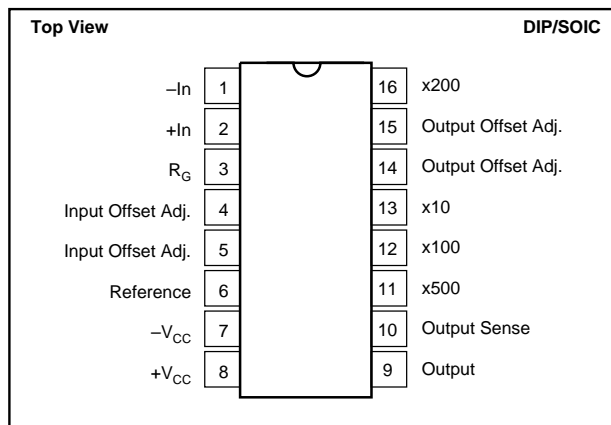 Top View DIP/SOIC
–In 1 16 x200
+In 2 15 Output Offset Adj.
RG 3 14 Output Offset Adj.
Input Offset Adj. 4 13 x10
Input Offset Adj. 5 12 x100
Reference 6 11 x500
–VCC 7 10 Output Sense
+VCC 8 9 Output